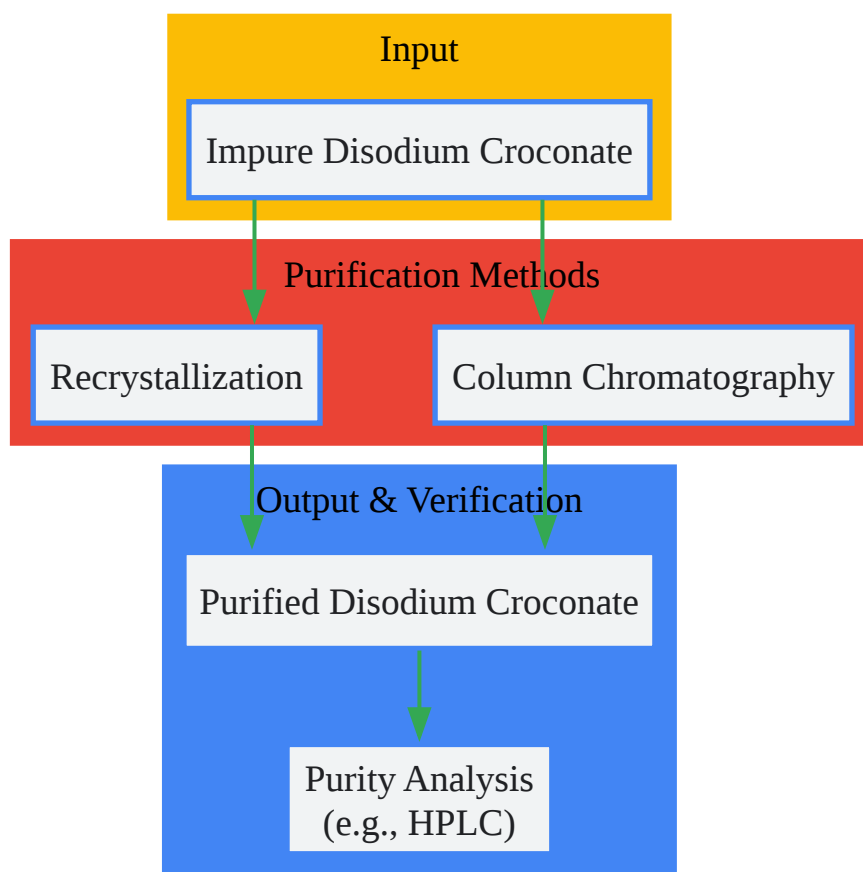 Input
Impure Disodium Croconate
Purification Methods
Recrystallization
Column Chromatography
Output & Verification
Purified Disodium Croconate
Purity Analysis
(e.g., HPLC)